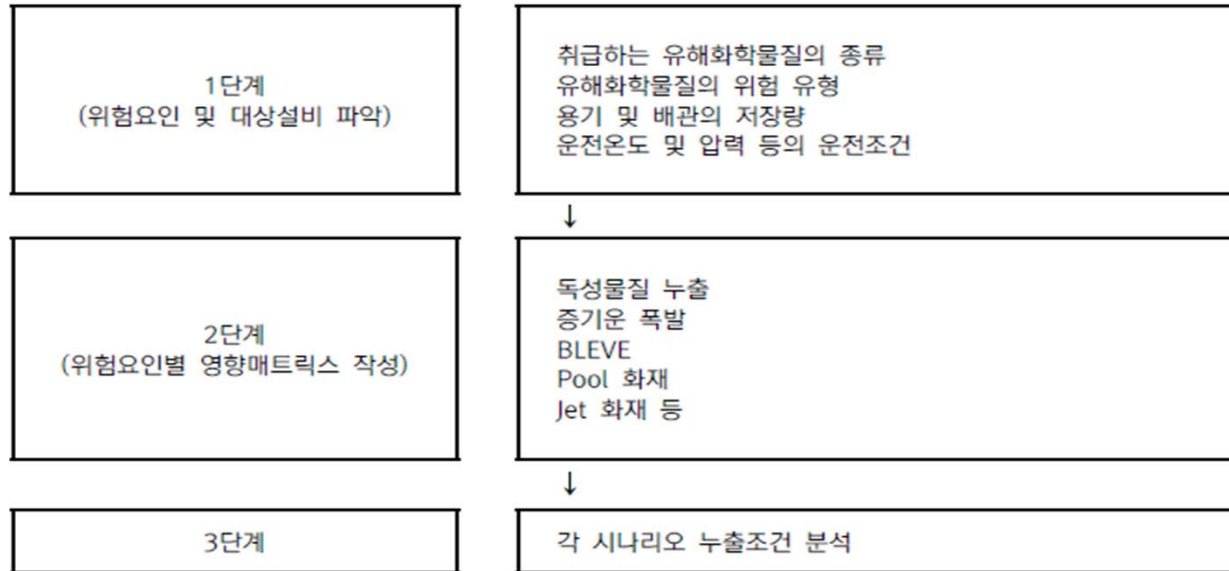 1단계
(위험요인 및 대상설비 파악)
취급하는 유해화학물질의 종류
유해화학물질의 위험 유형
용기 및 배관의 저장량
운전온도 및 압력 등의 운전조건
↓
2단계
(위험요인별 영향매트릭스 작성)
독성물질 누출
증기운 폭발
BLEVE
Pool 화재
Jet 화재 등
↓
3단계
각 시나리오 누출조건 분석